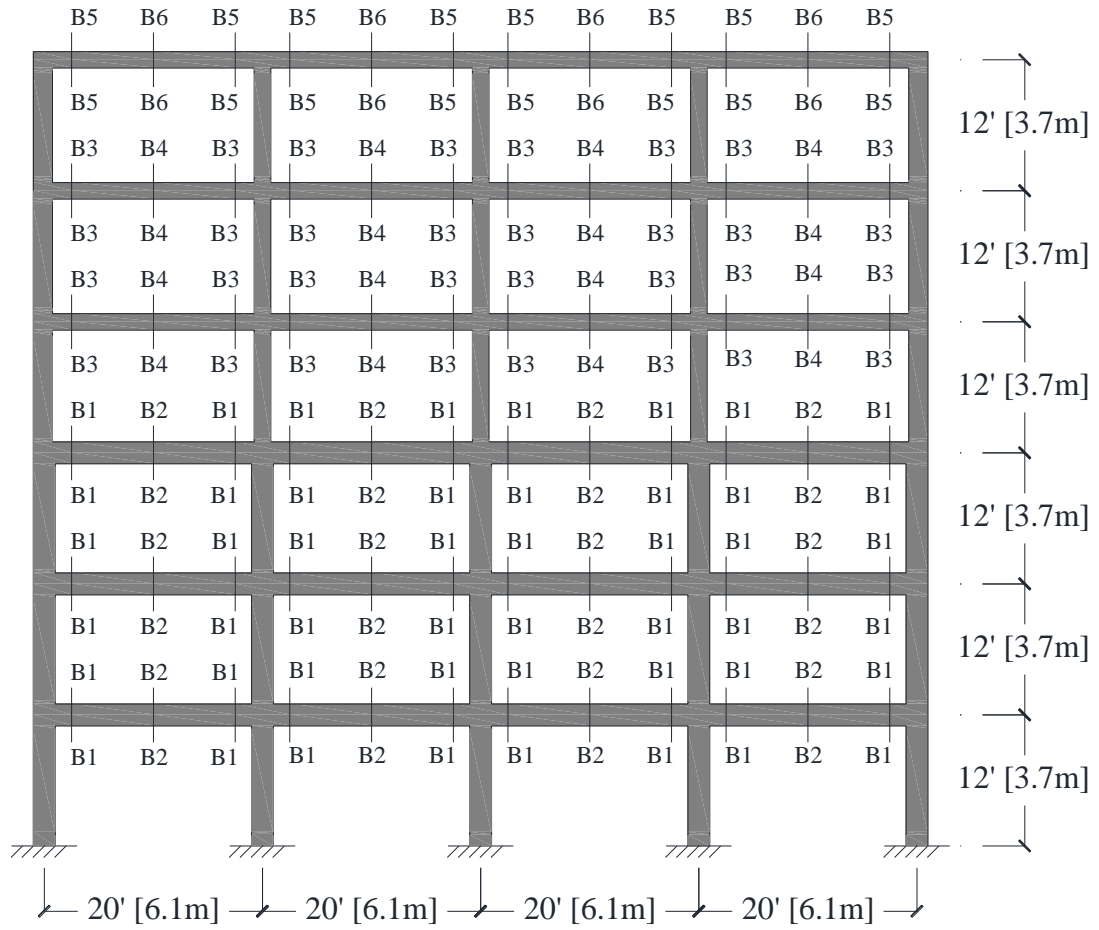 B5 B6 B5 B5 B6 B5 B5 B6 B5 B5 B6 B5
B5 B6 B5 B5 B6 B5 B5 B6 B5 B5 B6 B5
12' [3.7m]
B3 B4 B3 B3 B4 B3 B3 B4 B3 B3 B4 B3
B3 B4 B3 B3 B4 B3 B3 B4 B3 B3 B4 B3
12' [3.7m]
B3 B4 B3 B3 B4 B3 B3 B4 B3 B3 B4 B3
B3 B4 B3 B3 B4 B3 B3 B4 B3 B3 B4 B3
12' [3.7m]
B1 B2 B1 B1 B2 B1 B1 B2 B1 B1 B2 B1
B1 B2 B1 B1 B2 B1 B1 B2 B1 B1 B2 B1
12' [3.7m]
B1 B2 B1 B1 B2 B1 B1 B2 B1 B1 B2 B1
B1 B2 B1 B1 B2 B1 B1 B2 B1 B1 B2 B1
12' [3.7m]
B1 B2 B1 B1 B2 B1 B1 B2 B1 B1 B2 B1
B1 B2 B1 B1 B2 B1 B1 B2 B1 B1 B2 B1
12' [3.7m]
20' [6.1m] 20' [6.1m] 20' [6.1m] 20' [6.1m]